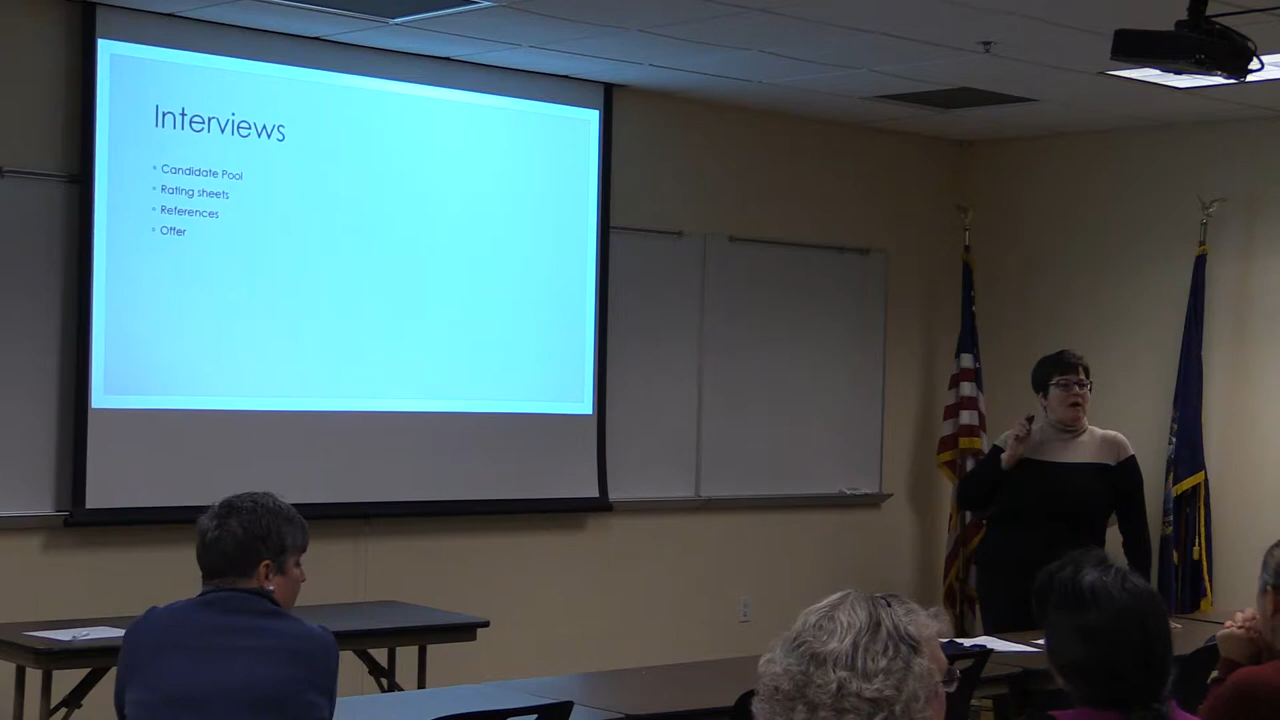 Interviews
Candidate Pool
Rating sheets
References
Offer